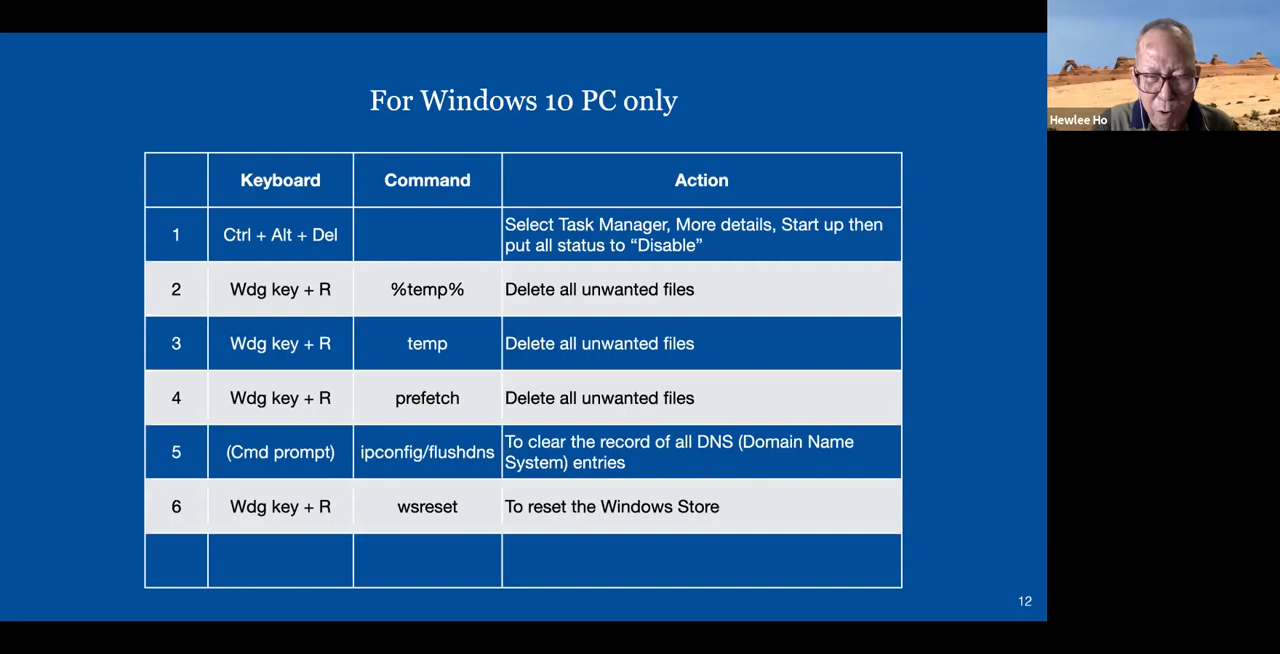 For Windows 10 PC only
Keyboard Command Action
1 Ctrl + Alt + Del Select Task Manager, More details, Start up then
put all status to “Disable”
2 Wdg key + R %temp% Delete all unwanted files
3 Wdg key + R temp Delete all unwanted files
4 Wdg key + R prefetch Delete all unwanted files
5 (Cmd prompt) ipconfig/flushdns To clear the record of all DNS (Domain Name
System) entries
6 Wdg key + R wsreset To reset the Windows Store
12
Hewlee Ho